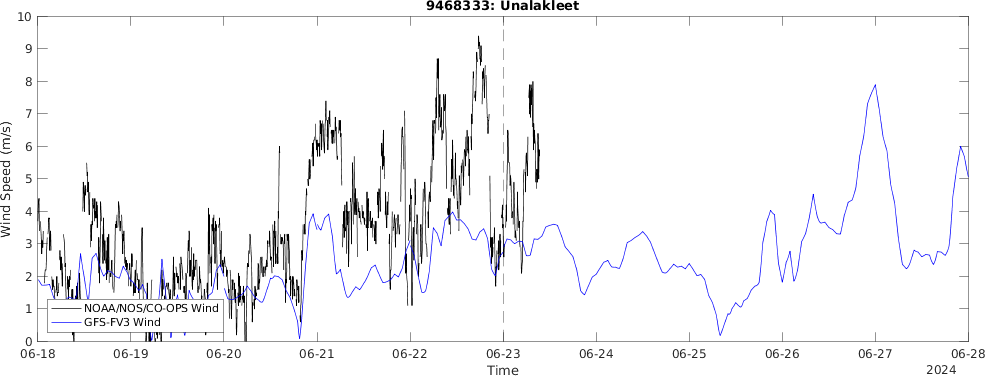 9468333: Unalakleet
10
9
8
7
6
5
4
3
2
1
0
Wind Speed (m/s)
NOAA/NOS/CO-OPS Wind
GFS-FV3 Wind
06-18 06-19 06-20 06-21 06-22 06-23 06-24 06-25 06-26 06-27 06-28
Time
2024